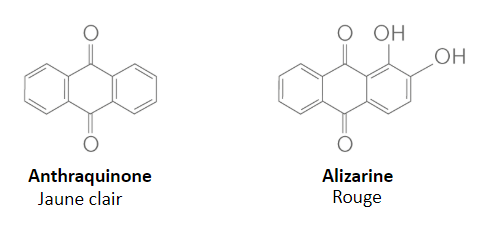 O
O
Anthraquinone
Jaune clair
O OH
OH
O
Alizarine
Rouge